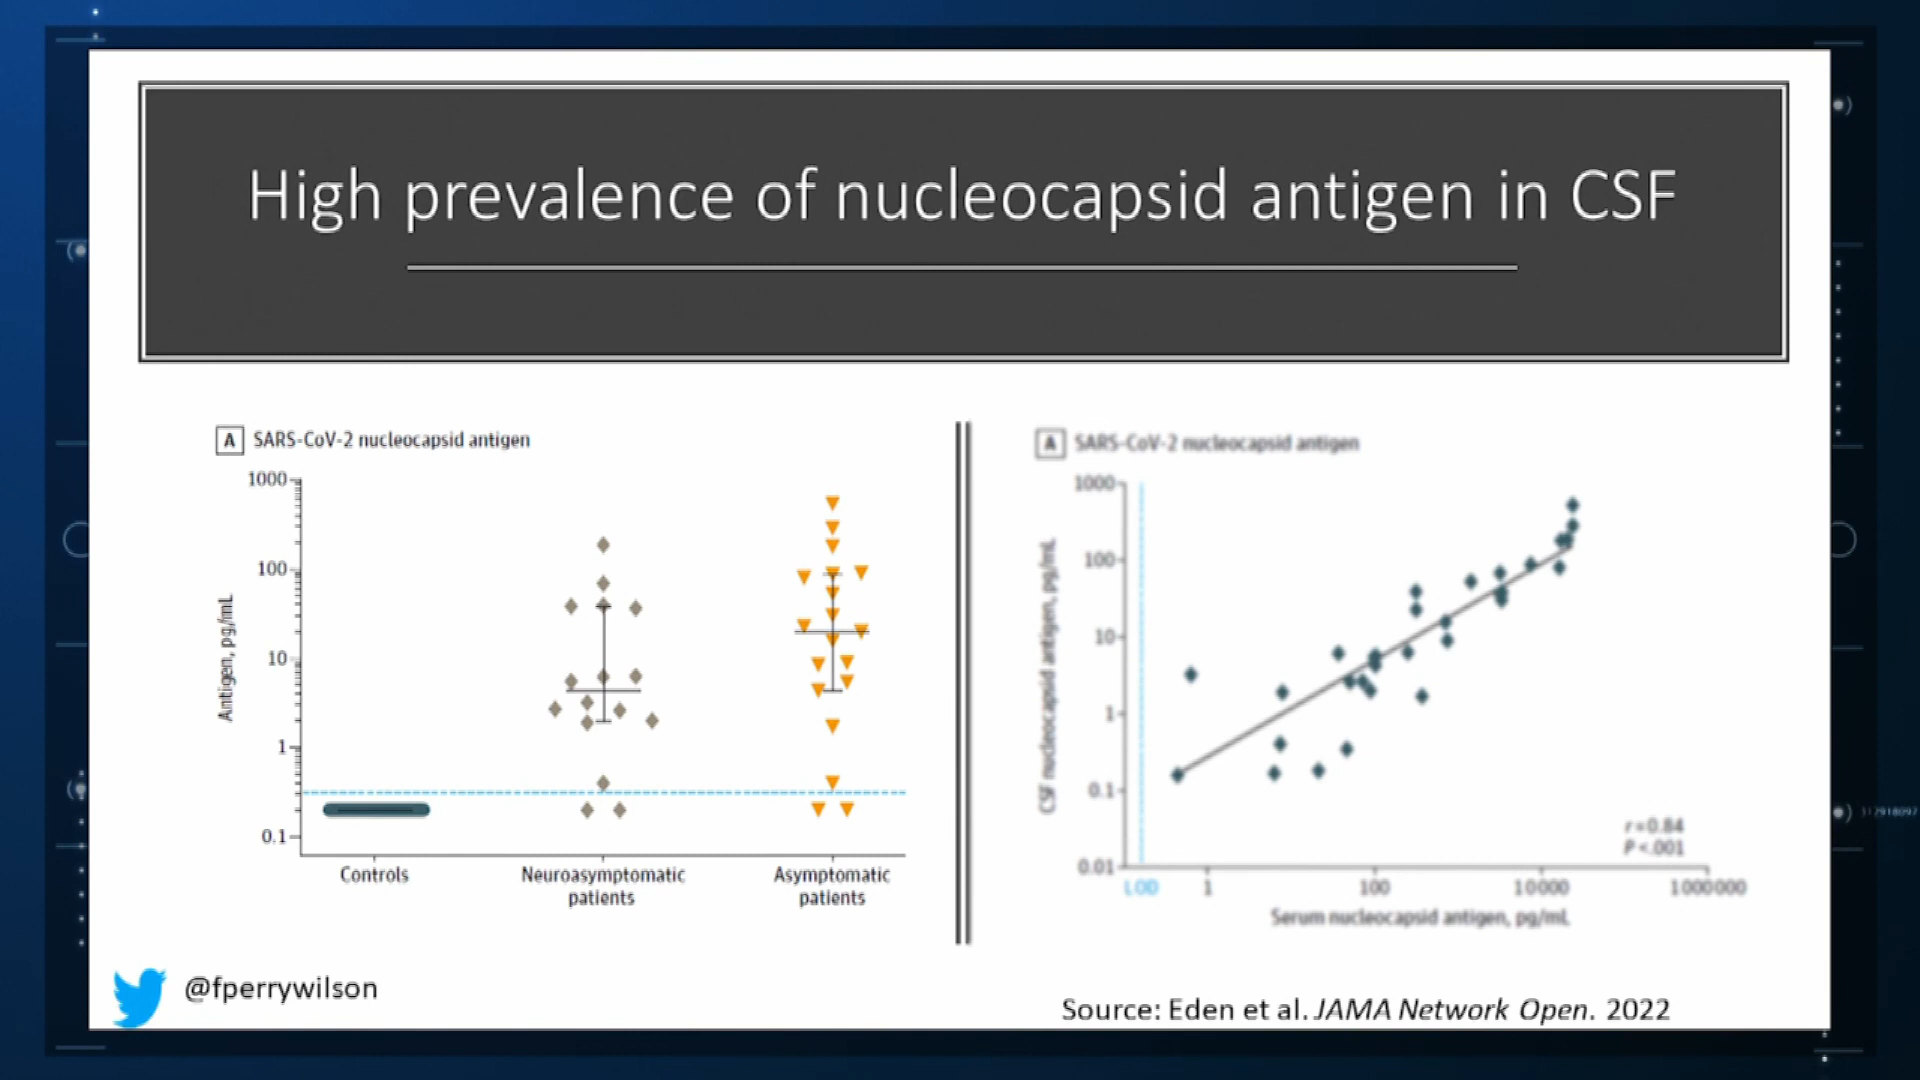 High prevalence of nucleocapsid antigen in CSF
A SARS-CoV-2 nucleocapsid antigen
1000
100
10
1
0.1
Antigen, pg/mL
Controls
Neuroasymptomatic
patients
Asymptomatic
patients
A SARS-CoV-2 nucleocapsid antigen
1000
100
10
1
0.1
0.01
CSF nucleocapsid antigen, pg/mL
r=0.84
P<.001
LOD
1
100
10000
1000000
Serum nucleocapsid antigen, pg/mL
@fperrywilson
Source: Eden et al. JAMA Network Open. 2022